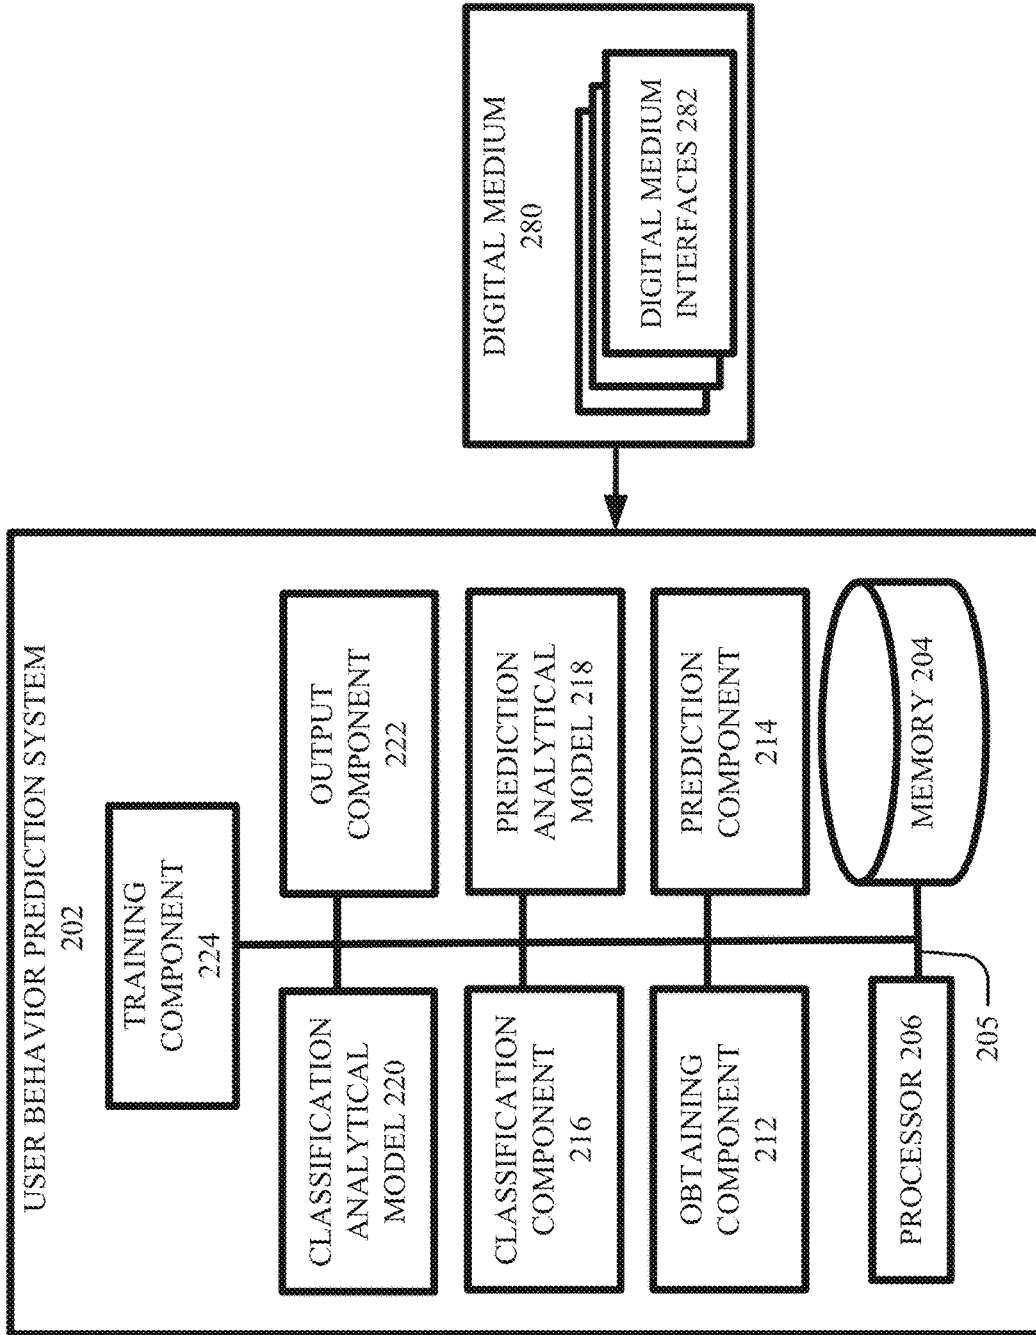 USER BEHAVIOR PREDICTION SYSTEM
202
TRAINING
COMPONENT
224
CLASSIFICATION
ANALYTICAL
MODEL 220
OUTPUT
COMPONENT
222
CLASSIFICATION
COMPONENT
216
PREDICTION
ANALYTICAL
MODEL 218
OBTAINING
COMPONENT
212
PREDICTION
COMPONENT
214
PROCESSOR 206
205
MEMORY 204
DIGITAL MEDIUM
280
DIGITAL MEDIUM
INTERFACES 282